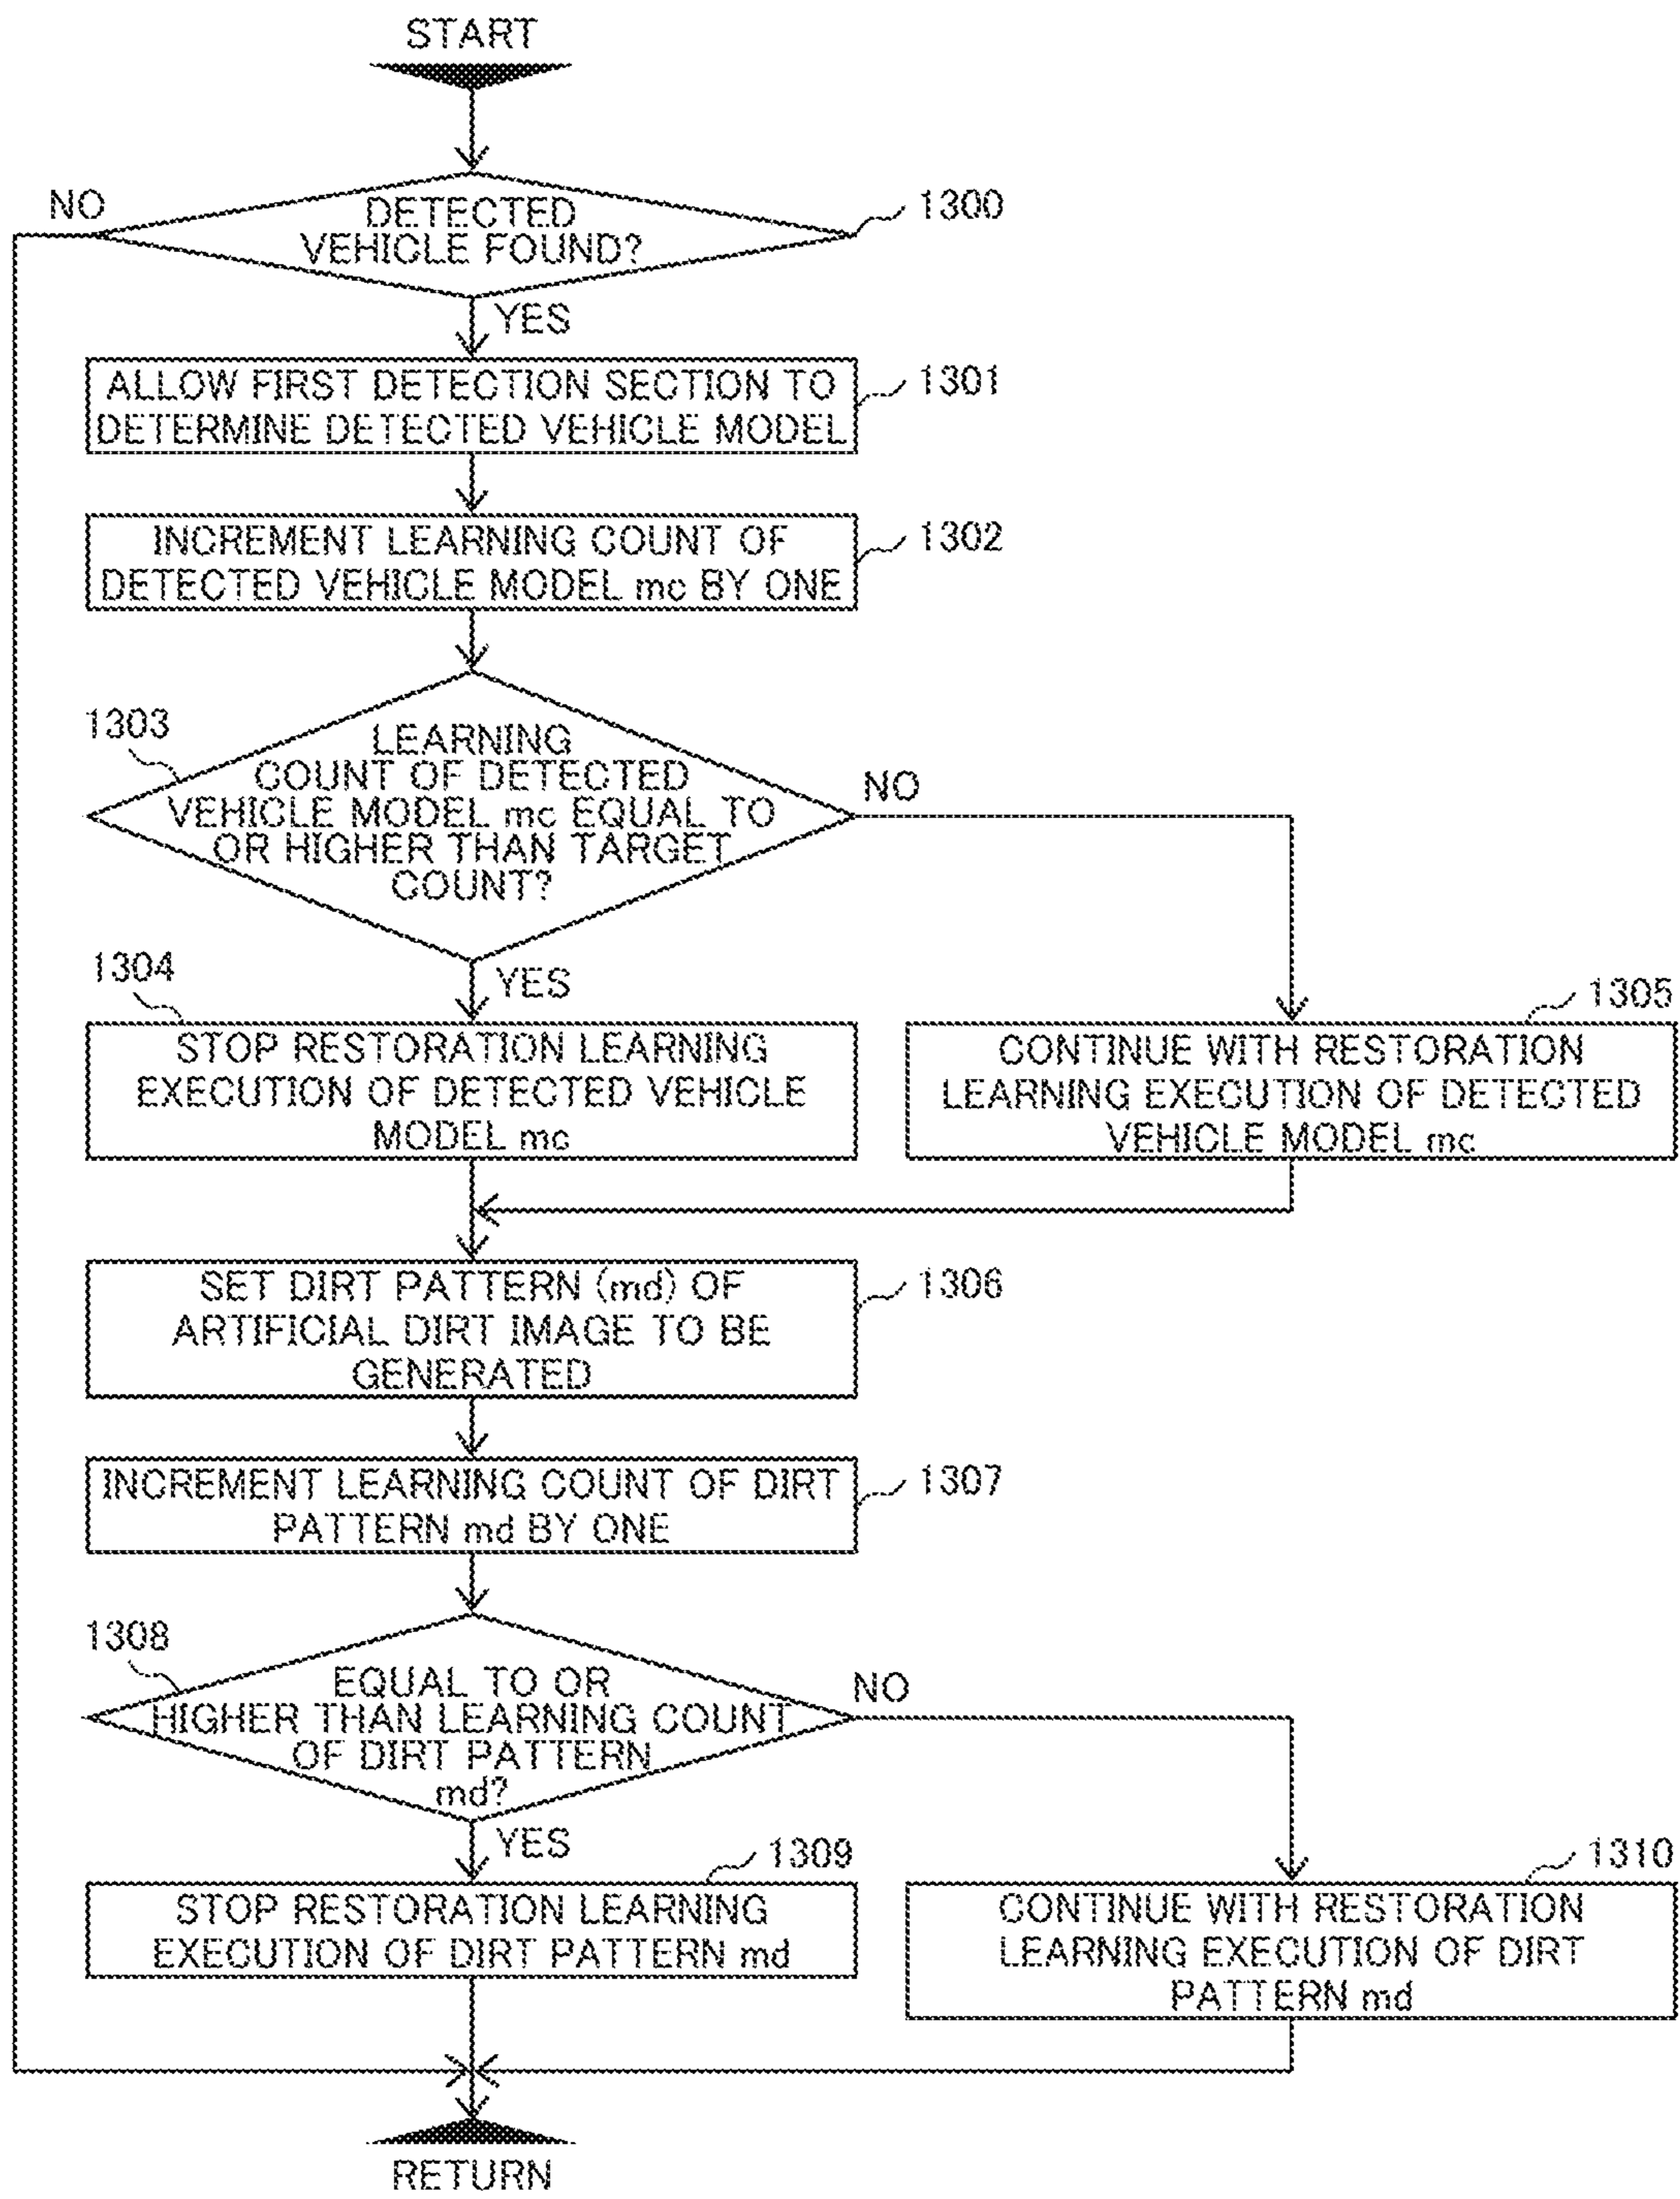 START
NO
DETECTED
VEHICLE FOUND?
1300
YES
ALLOW FIRST DETECTION SECTION TO
DETERMINE DETECTED VEHICLE MODEL
1301
INCREMENT LEARNING COUNT OF
DETECTED VEHICLE MODEL mc BY ONE
1302
1303
LEARNING
COUNT OF DETECTED
VEHICLE MODEL mc EQUAL TO
OR HIGHER THAN TARGET
COUNT?
NO
YES
1304
STOP RESTORATION LEARNING
EXECUTION OF DETECTED VEHICLE
MODEL mc
1305
CONTINUE WITH RESTORATION
LEARNING EXECUTION OF DETECTED
VEHICLE MODEL mc
SET DIRT PATTERN (md) OF
ARTIFICIAL DIRT IMAGE TO BE
GENERATED
1306
INCREMENT LEARNING COUNT OF DIRT
PATTERN md BY ONE
1307
1308
EQUAL TO OR
HIGHER THAN LEARNING COUNT
OF DIRT PATTERN
md?
NO
YES
1309
STOP RESTORATION LEARNING
EXECUTION OF DIRT PATTERN md
1310
CONTINUE WITH RESTORATION
LEARNING EXECUTION OF DIRT
PATTERN md
RETURN